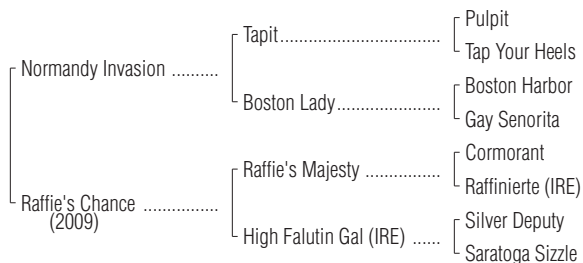 Pulpit
Tapit
Tap Your Heels
Normandy Invasion
Boston Harbor
Boston Lady
Gay Senorita
Cormorant
Raffie's Majesty
Raffinierte (IRE)
Raffie's Chance
(2009)
Silver Deputy
High Falutin Gal (IRE)
Saratoga Sizzle